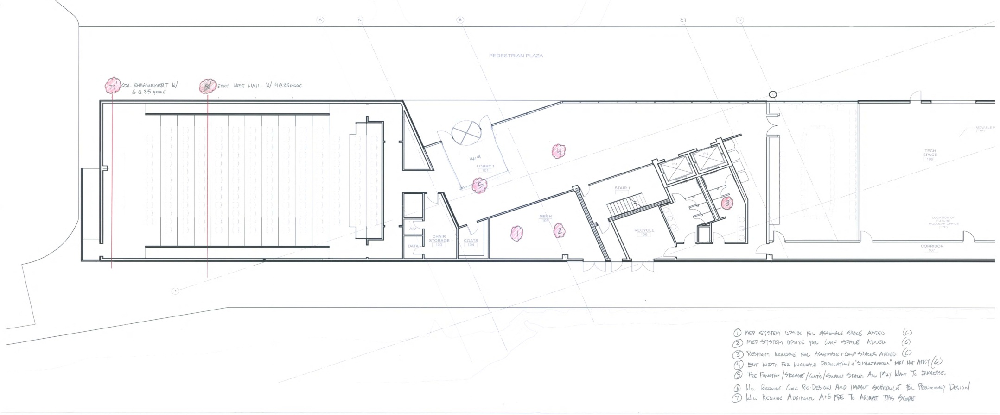 A
A.1
B
C.1
D
PEDESTRIAN PLAZA
79' ENHANCEMENT W/
6 @ 25 PEOPLE
EXIST WEST WALL W/ 4 @ 25 PEOPLE
14x14
LOBBY 1
101
4
5
P-1
P-2
MOVABLE P
(TYP)
TECH
SPACE
109
STAIR 1
3
MECH
105
1
2
LOCATION OF
FUTURE
MODULAR OFFICE
(TYP)
A/V
DATA
CHAIR
STORAGE
103
COATS
104
RECYCLE
106
CORRIDOR
107
1
1 MEP SYSTEM UPSIZE FOR ASSEMBLE SPACE ADDED.
2 MEP SYSTEM UPSIZE FOR CONF SPACE ADDED.
3 RESTROOM INCREASE FOR ASSEMBLE + CONF SPACES ADDED.
4 EXIT WIDTH FOR INCREASE POPULATION + "SIMULTANEOUS" MAY NOT APPLY.
5 PRE FUNCTION/STORAGE/COATS/SUPPORT SPACES ALL MAY WANT TO INCREASE.
6 WILL REQUIRE CORE RE-DESIGN AND IMPACT SCHEDULE FOR PRELIMINARY DESIGN
7 WILL REQUIRE ADDITIONAL A+E FEE TO ADJUST THIS SCOPE